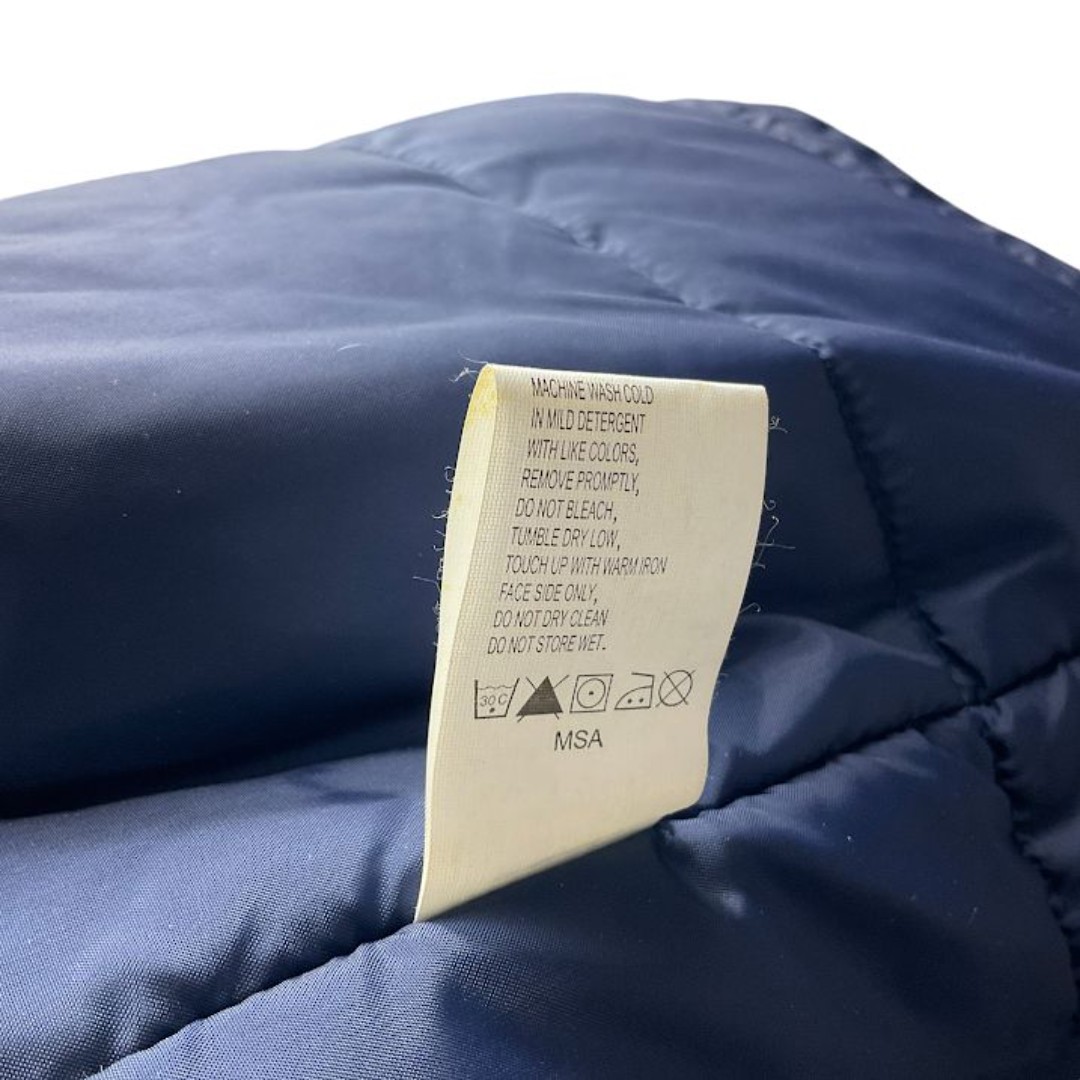 MACHINE WASH COLD
IN MILD DETERGENT
WITH LIKE COLORS,
REMOVE PROMPTLY,
DO NOT BLEACH,
TUMBLE DRY LOW,
TOUCH UP WITH WARM IRON
FACE SIDE ONLY,
DO NOT DRY CLEAN
DO NOT STORE WET.
30 C
MSA